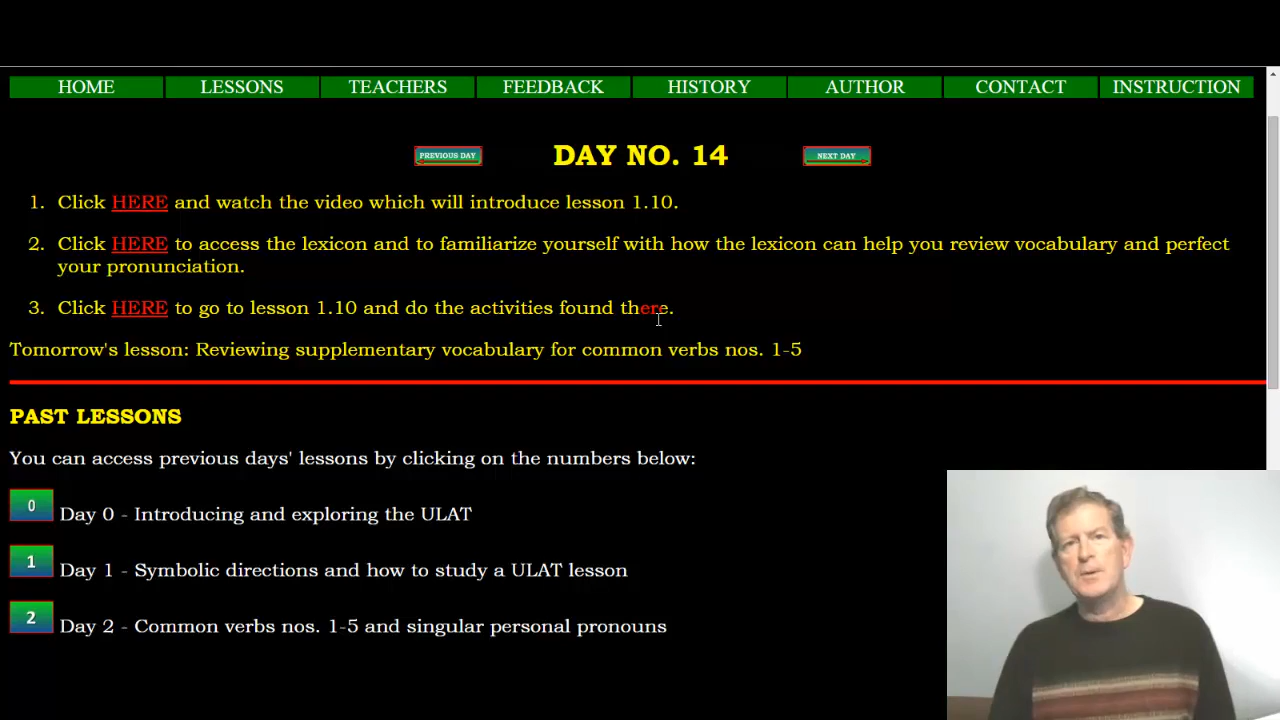 HOME LESSONS TEACHERS FEEDBACK HISTORY AUTHOR CONTACT INSTRUCTION
PREVIOUS DAY DAY NO. 14 NEXT DAY
1. Click HERE and watch the video which will introduce lesson 1.10.
2. Click HERE to access the lexicon and to familiarize yourself with how the lexicon can help you review vocabulary and perfect
your pronunciation.
3. Click HERE to go to lesson 1.10 and do the activities found there.
Tomorrow's lesson: Reviewing supplementary vocabulary for common verbs nos. 1-5
PAST LESSONS
You can access previous days' lessons by clicking on the numbers below:
0 Day 0 - Introducing and exploring the ULAT
1 Day 1 - Symbolic directions and how to study a ULAT lesson
2 Day 2 - Common verbs nos. 1-5 and singular personal pronouns